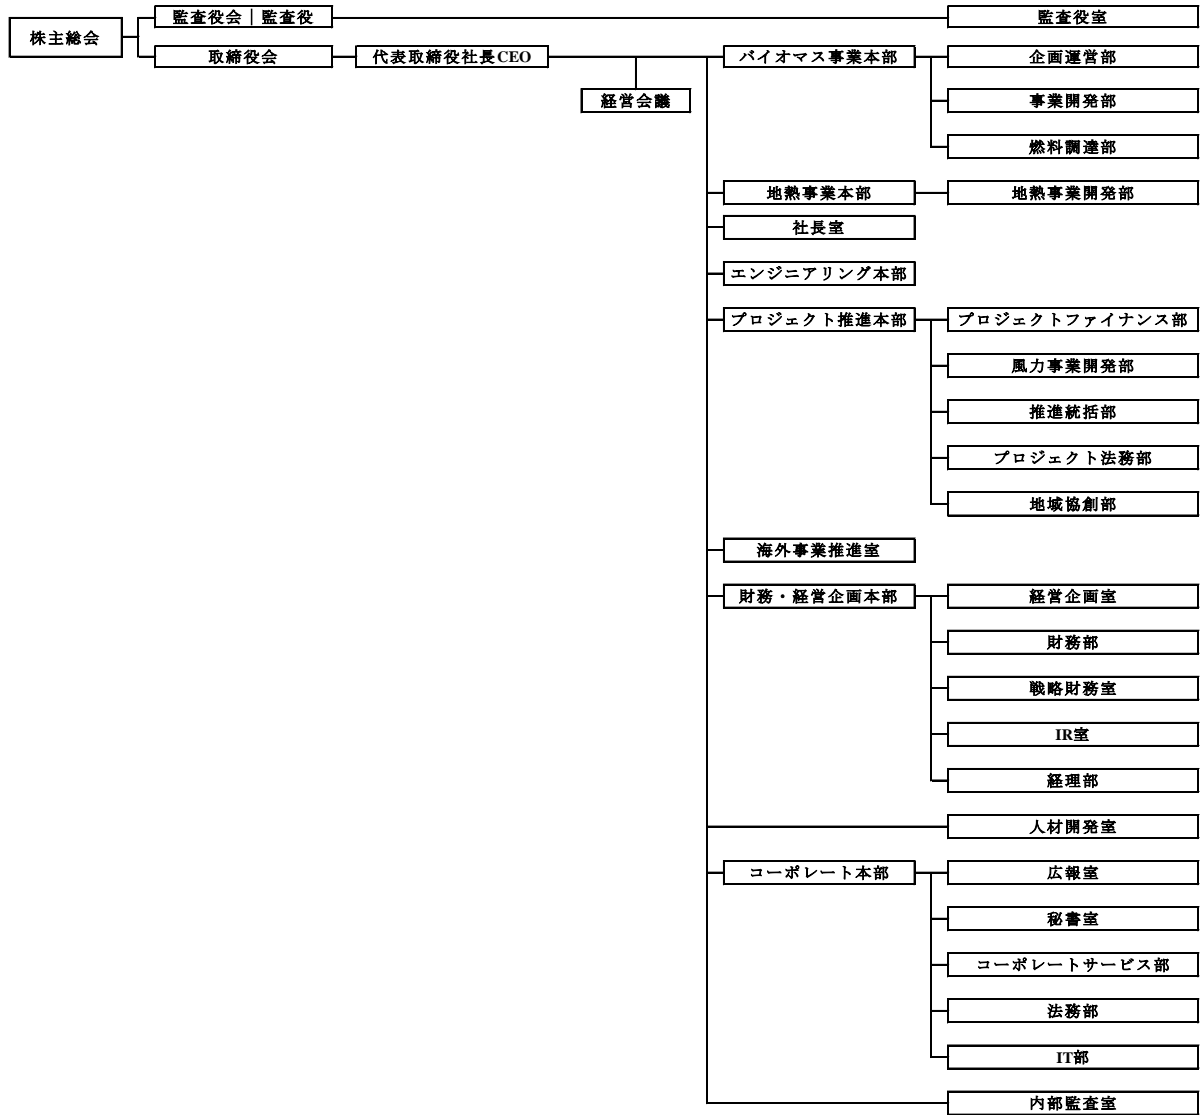 株主総会
監査役会｜監査役
監査役室
取締役会
代表取締役社長CEO
経営会議
バイオマス事業本部
企画運営部
事業開発部
燃料調達部
地熱事業本部
地熱事業開発部
社長室
エンジニアリング本部
プロジェクト推進本部
プロジェクトファイナンス部
風力事業開発部
推進統括部
プロジェクト法務部
地域協創部
海外事業推進室
財務・経営企画本部
経営企画室
財務部
戦略財務室
IR室
経理部
人材開発室
コーポレート本部
広報室
秘書室
コーポレートサービス部
法務部
IT部
内部監査室